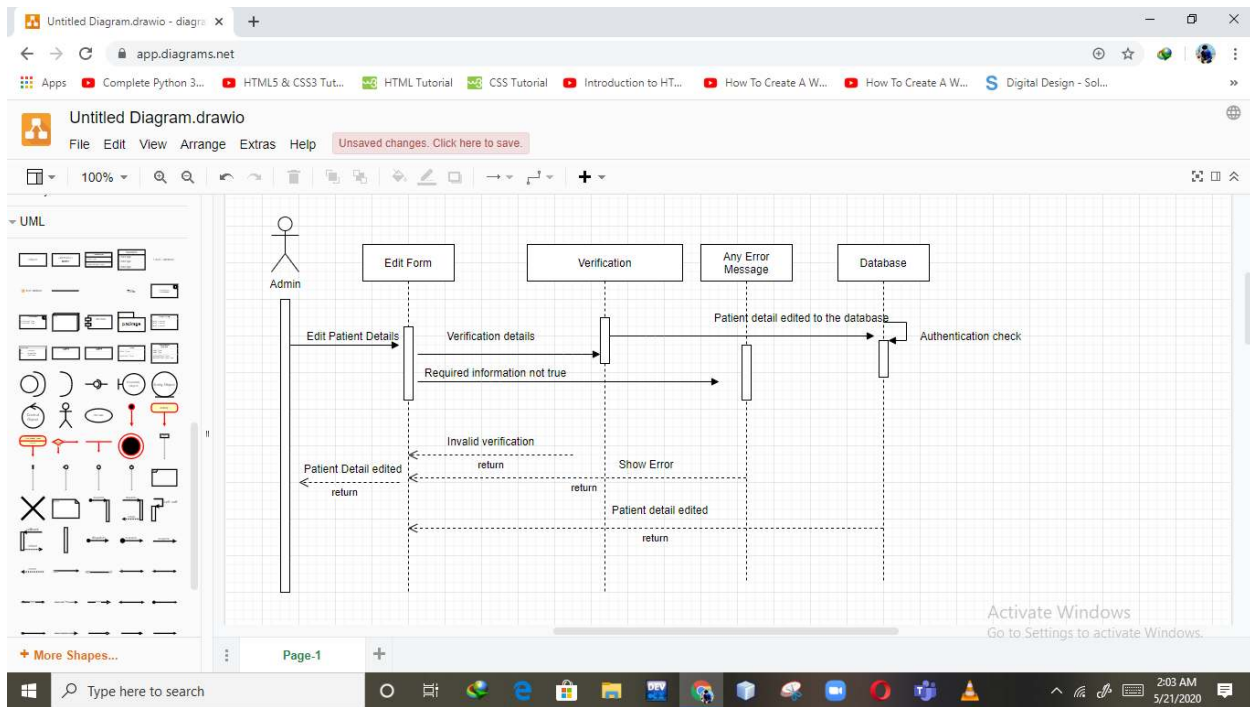 Untitled Diagram.drawio - diagra
app.diagrams.net
Apps
Complete Python 3...
HTML5 & CSS3 Tut...
HTML Tutorial
CSS Tutorial
Introduction to HT...
How To Create A W...
How To Create A W...
Digital Design - Sol...
Untitled Diagram.drawio
File Edit View Arrange Extras Help
Unsaved changes. Click here to save.
100%
UML
package
Admin
Edit Form
Verification
Any Error
Message
Database
Patient detail edited to the database
Edit Patient Details
Verification details
Authentication check
Required information not true
Invalid verification
return
Show Error
Patient Detail edited
return
return
Patient detail edited
return
Activate Windows
Go to Settings to activate Windows.
+ More Shapes...
Page-1
Type here to search
DEV
2:03 AM
5/21/2020